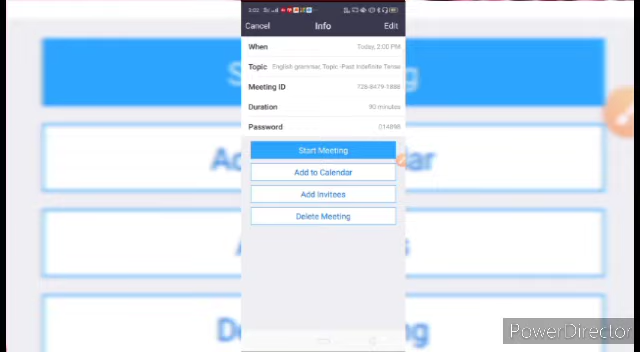 Cancel Info Edit
When Today, 2:00 PM
Topic English grammar, Topic -Past Indefinite Tense
Meeting ID 728-8479-1886
Duration 90 minutes
Password 014898
Start Meeting
Add to Calendar
Add Invitees
Delete Meeting
PowerDirector